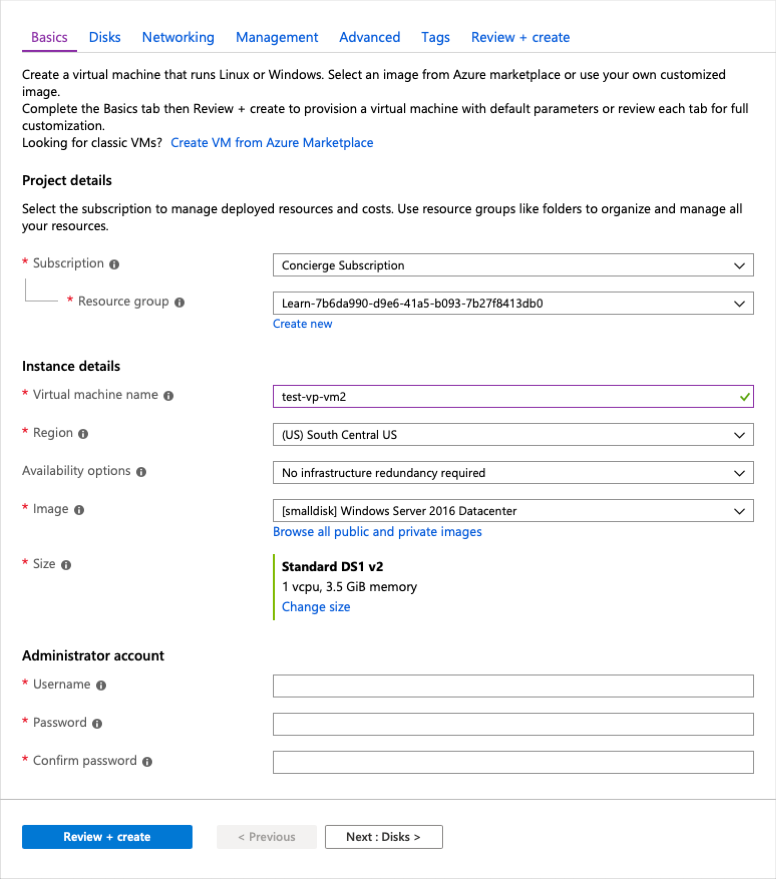 Basics Disks Networking Management Advanced Tags Review + create
Create a virtual machine that runs Linux or Windows. Select an image from Azure marketplace or use your own customized
image.
Complete the Basics tab then Review + create to provision a virtual machine with default parameters or review each tab for full
customization.
Looking for classic VMs? Create VM from Azure Marketplace
Project details
Select the subscription to manage deployed resources and costs. Use resource groups like folders to organize and manage all
your resources.
* Subscription Concierge Subscription
* Resource group Learn-7b6da990-d9e6-41a5-b093-7b27f8413db0
Create new
Instance details
* Virtual machine name test-vp-vm2
* Region (US) South Central US
Availability options No infrastructure redundancy required
* Image [smalldisk] Windows Server 2016 Datacenter
Browse all public and private images
* Size Standard DS1 v2
1 vcpu, 3.5 GiB memory
Change size
Administrator account
* Username
* Password
* Confirm password
Review + create < Previous Next : Disks >